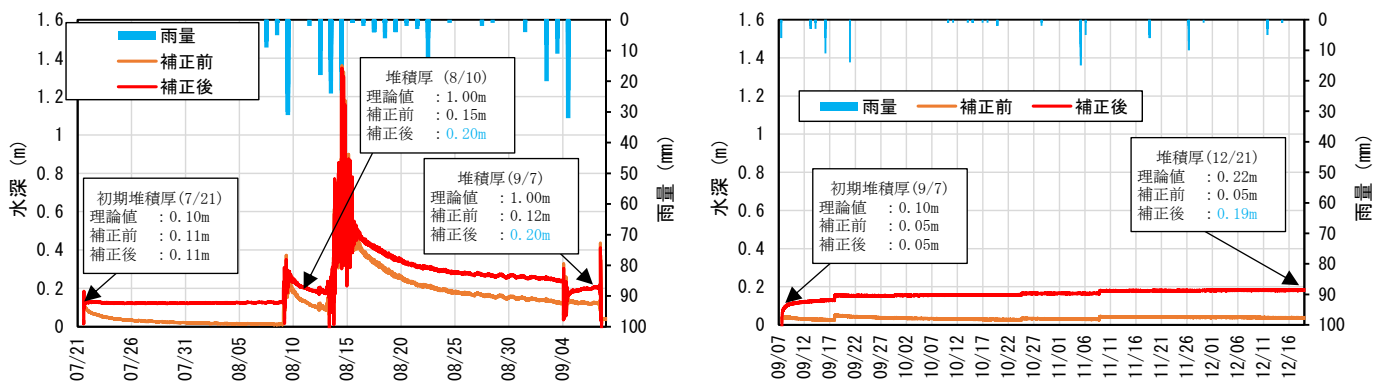 雨量
補正前
補正後
堆積厚 (8/10)
理論値 : 1.00m
補正前 : 0.15m
補正後 : 0.20m
堆積厚(9/7)
理論値 : 1.00m
補正前 : 0.12m
補正後 : 0.20m
初期堆積厚(7/21)
理論値 : 0.10m
補正前 : 0.11m
補正後 : 0.11m
水深 (m)
1.6
1.4
1.2
1
0.8
0.6
0.4
0.2
0
雨量 (㎜)
0
10
20
30
40
50
60
70
80
90
100
07/21
07/26
07/31
08/05
08/10
08/15
08/20
08/25
08/30
09/04
雨量 補正前 補正後
初期堆積厚(9/7)
理論値 : 0.10m
補正前 : 0.05m
補正後 : 0.05m
堆積厚(12/21)
理論値 : 0.22m
補正前 : 0.05m
補正後 : 0.19m
水深 (m)
1.6
1.4
1.2
1
0.8
0.6
0.4
0.2
0
雨量 (㎜)
0
10
20
30
40
50
60
70
80
90
100
09/07
09/12
09/17
09/22
09/27
10/02
10/07
10/12
10/17
10/22
10/27
11/01
11/06
11/11
11/16
11/21
11/26
12/01
12/06
12/11
12/16